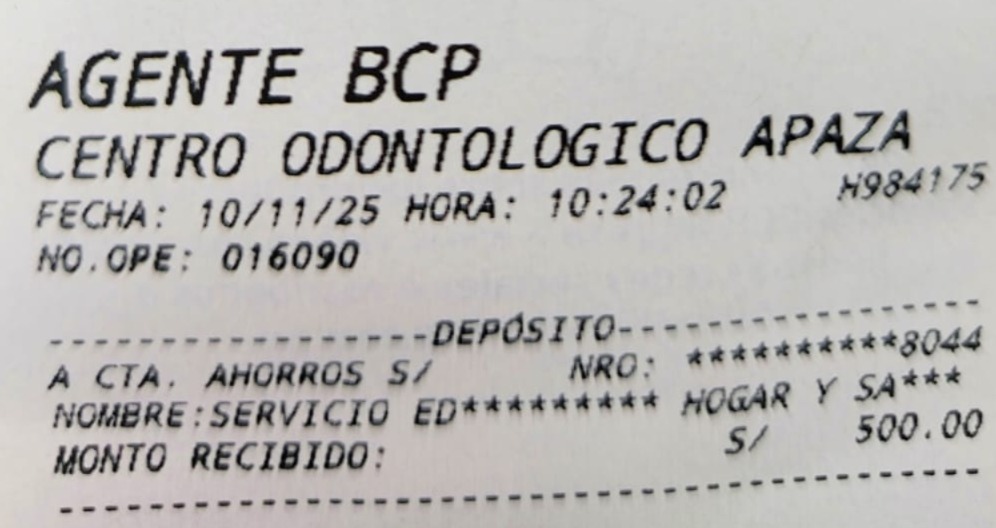 AGENTE BCP
CENTRO ODONTOLOGICO APAZA
FECHA: 10/11/25 HORA: 10:24:02 H984175
NO.OPE: 016090
-----------------DEPÓSITO-----------------
A CTA. AHORROS S/ NRO: **********8044
NOMBRE:SERVICIO ED********* HOGAR Y SA***
MONTO RECIBIDO: S/ 500.00
------------------------------------------